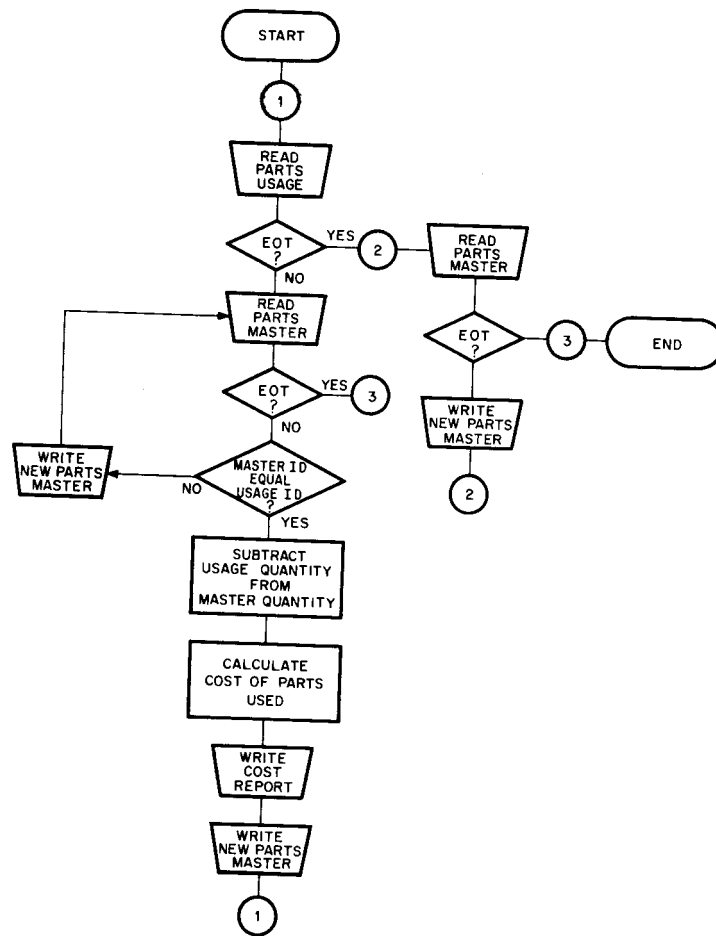 START
1
READ
PARTS
USAGE
EOT
?
YES
2
READ
PARTS
MASTER
NO
READ
PARTS
MASTER
EOT
?
3
END
EOT
?
YES
3
NO
WRITE
NEW PARTS
MASTER
WRITE
NEW PARTS
MASTER
NO
MASTER ID
EQUAL
USAGE ID
?
YES
2
SUBTRACT
USAGE QUANTITY
FROM
MASTER QUANTITY
CALCULATE
COST OF PARTS
USED
WRITE
COST
REPORT
WRITE
NEW PARTS
MASTER
1